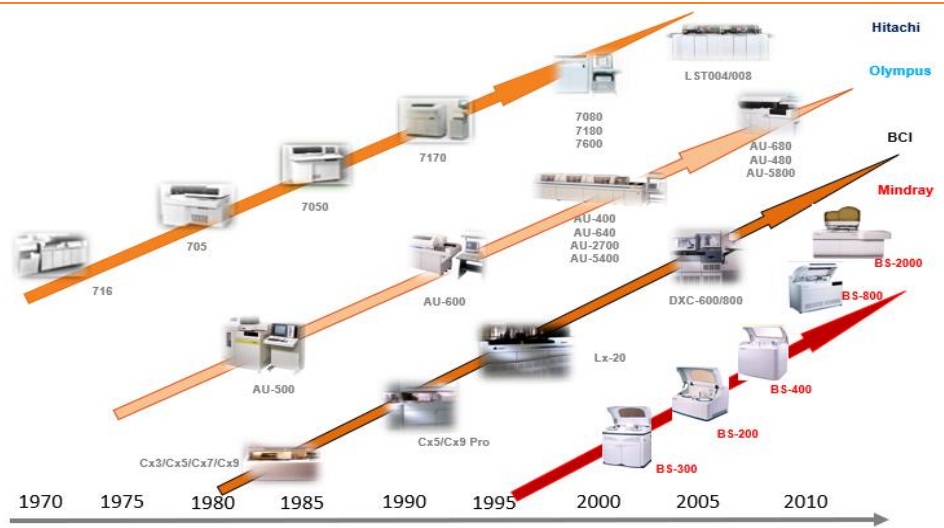 Hitachi
LST004/008
Olympus
7080
7180
7600
7170
BCI
AU-680
AU-480
AU-5800
Mindray
7050
AU-400
AU-640
AU-2700
AU-5400
705
BS-2000
716
AU-600
DXC-600/800
BS-800
Lx-20
AU-500
BS-400
BS-200
Cx5/Cx9 Pro
Cx3/Cx5/Cx7/Cx9
BS-300
1970 1975 1980 1985 1990 1995 2000 2005 2010